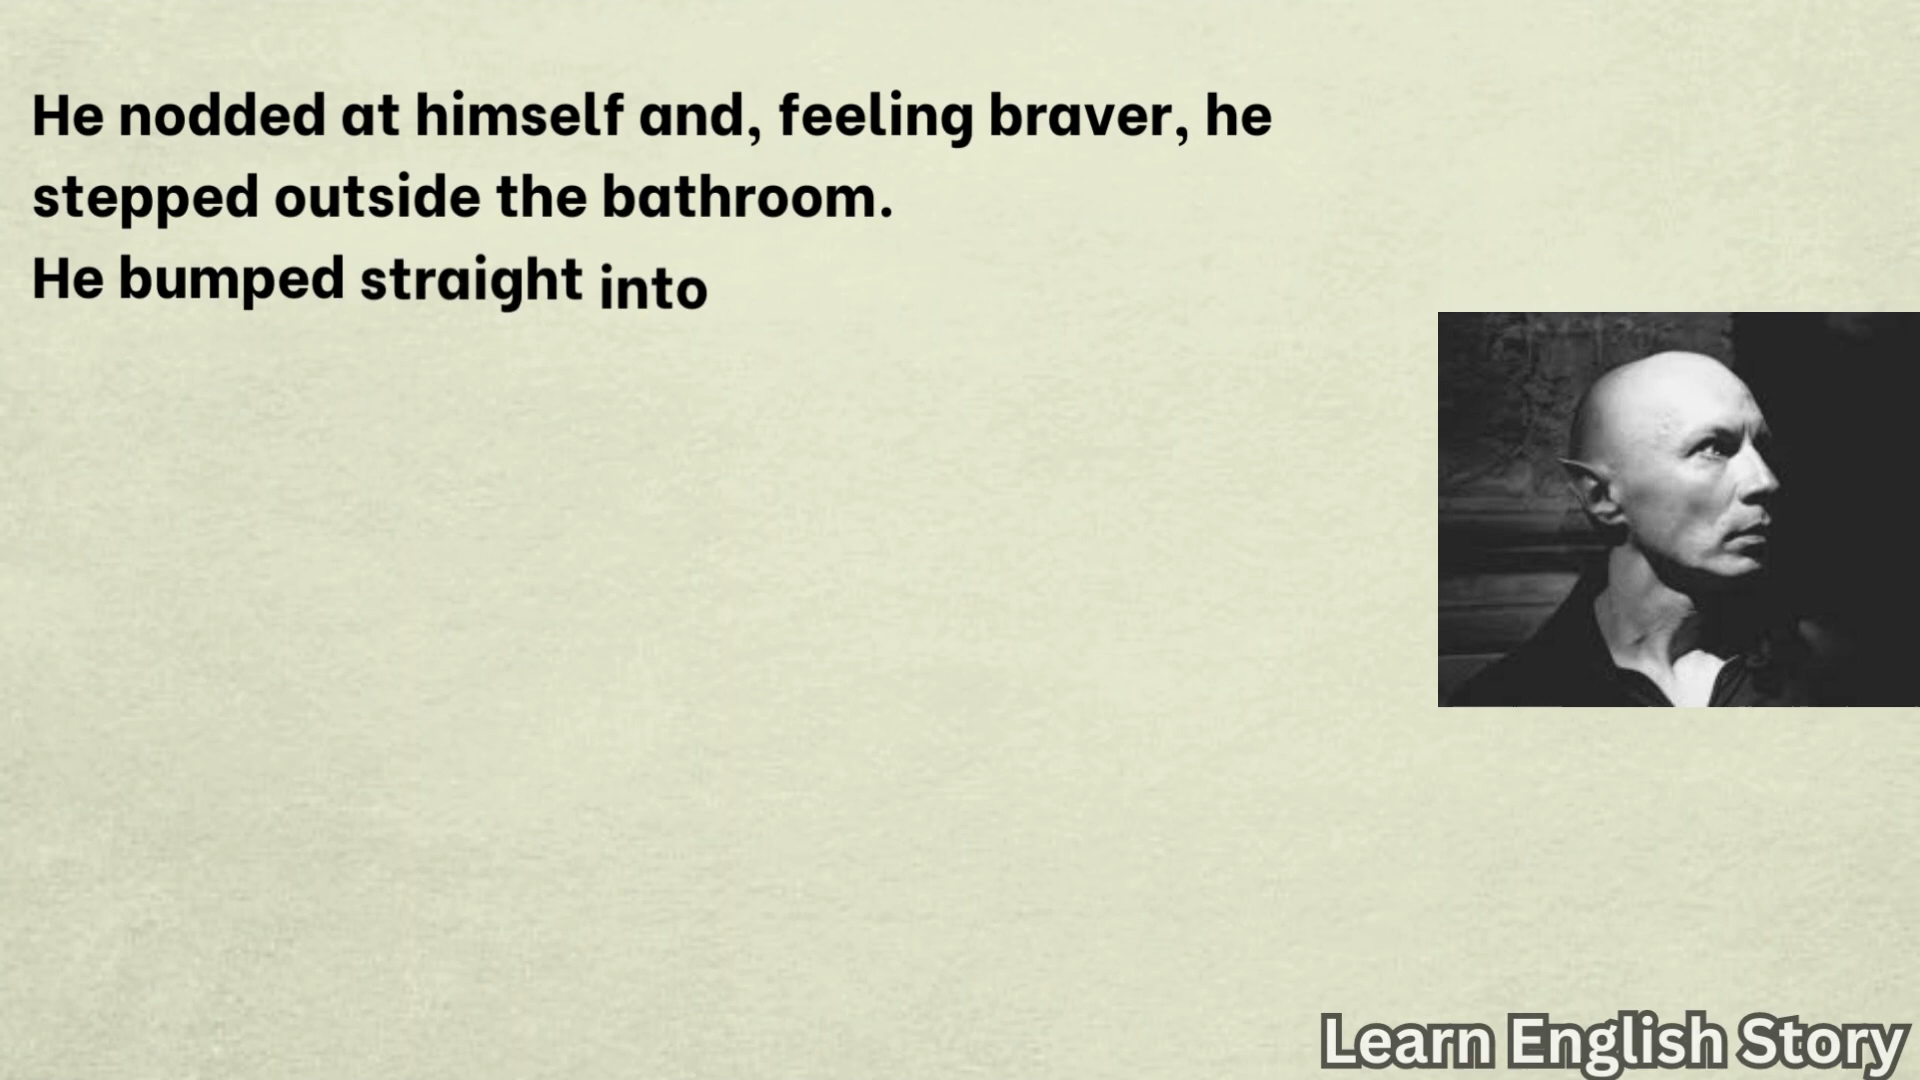 He nodded at himself and, feeling braver, he
stepped outside the bathroom.
He bumped straight into
Learn English Story